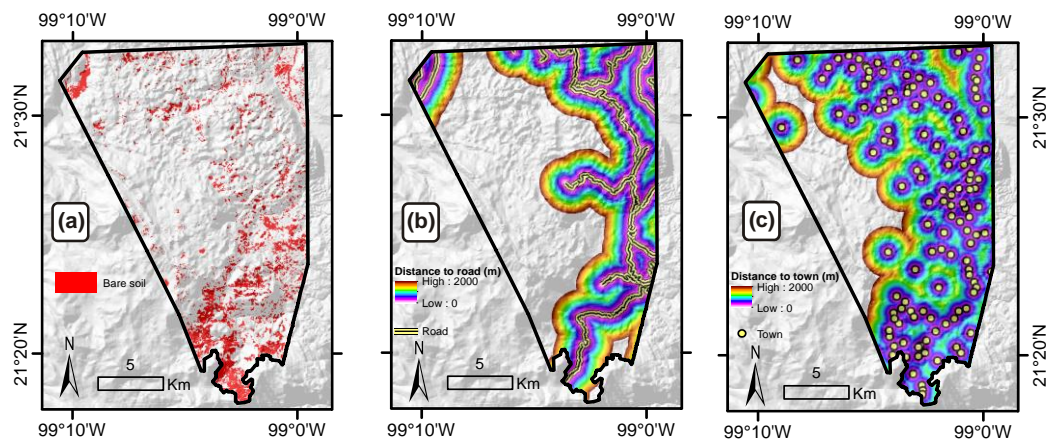 99°10'W 99°0'W 99°10'W 99°0'W 99°10'W 99°0'W
21°30'N 21°30'N
(a) (b) (c)
Bare soil
Distance to road (m)
High : 2000
Low : 0
Road
Distance to town (m)
High : 2000
Low : 0
Town
21°20'N 21°20'N
N N N
5 5 5
Km Km Km
99°10'W 99°0'W 99°10'W 99°0'W 99°10'W 99°0'W